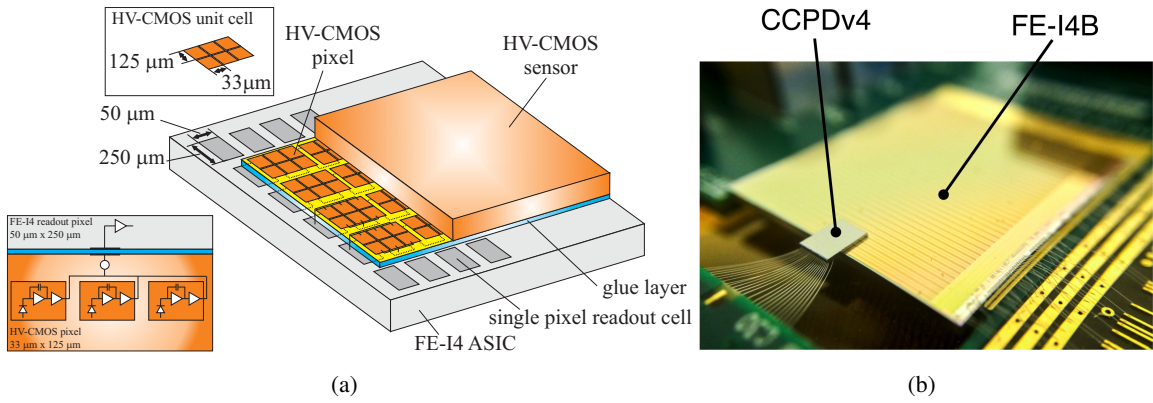 HV-CMOS unit cell
125 µm
33µm
HV-CMOS
pixel
HV-CMOS
sensor
50 µm
250 µm
FE-I4 readout pixel
50 µm x 250 µm
HV-CMOS pixel
33 µm x 125 µm
glue layer
single pixel readout cell
FE-I4 ASIC
(a)
CCPDv4
FE-I4B
(b)